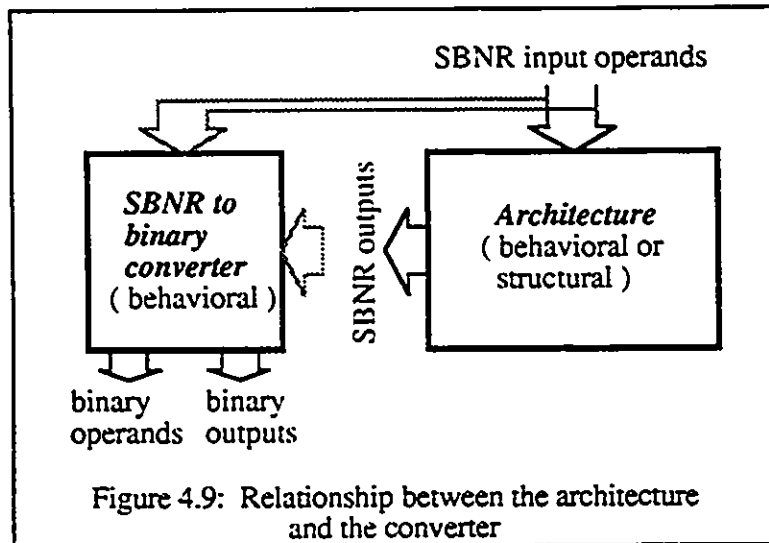 SBNR input operands
SBNR to
binary
converter
( behavioral )
SBNR outputs
Architecture
( behavioral or
structural )
binary
operands
binary
outputs
Figure 4.9: Relationship between the architecture
and the converter